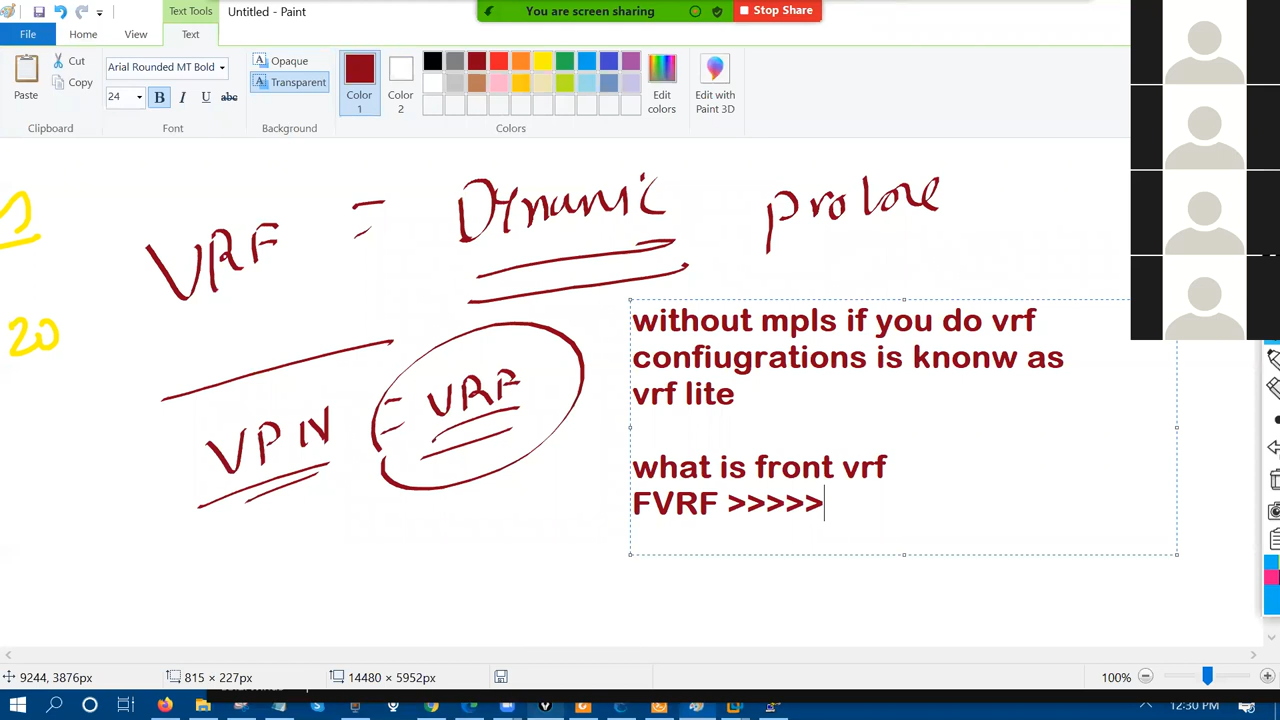 Text Tools
Untitled - Paint
You are screen sharing
Stop Share
File
Home
View
Text
Paste
Cut
Copy
Arial Rounded MT Bold
24
B I U abc
Opaque
Transparent
Color 1
Color 2
Edit colors
Edit with Paint 3D
Clipboard
Font
Background
Colors
VRF = Dynamic
20
VPN = VRF
without mpls if you do vrf
confiugrations is knonw as
vrf lite
what is front vrf
FVRF >>>>>
9244, 3876px
815 × 227px
14480 × 5952px
100%
12:30 PM